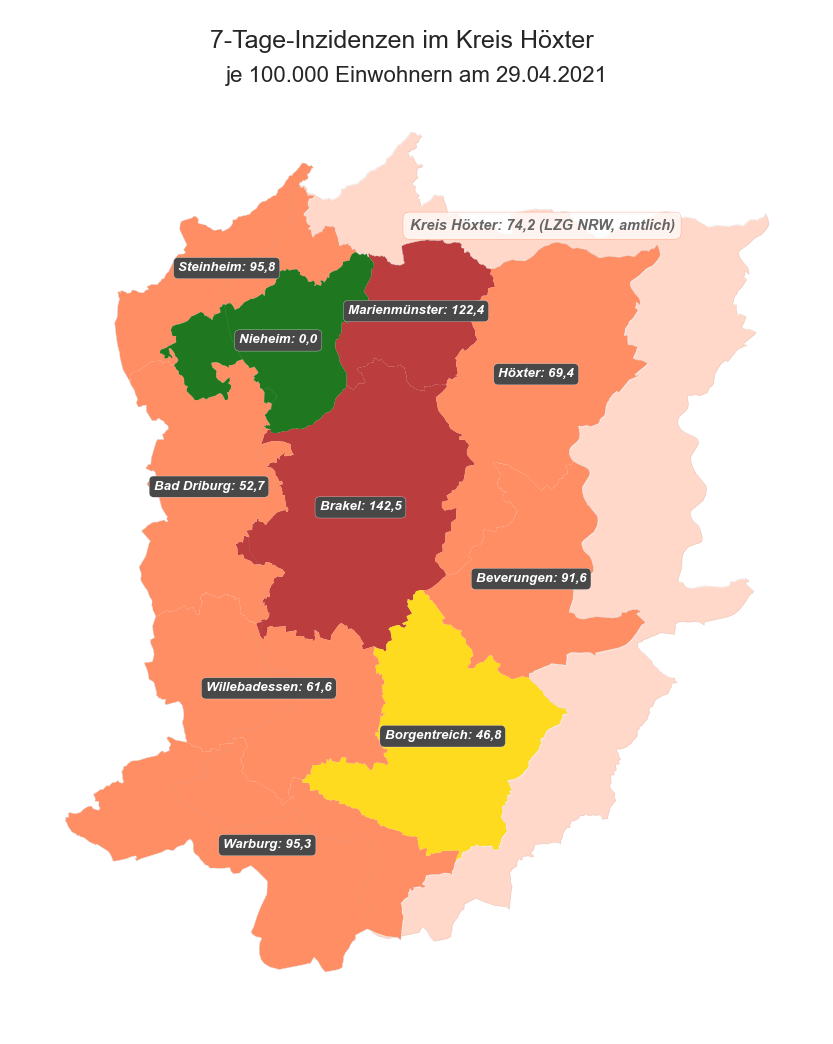 7-Tage-Inzidenzen im Kreis Höxter
je 100.000 Einwohnern am 29.04.2021
Kreis Höxter: 74,2 (LZG NRW, amtlich)
Steinheim: 95,8
Marienmünster: 122,4
Nieheim: 0,0
Höxter: 69,4
Bad Driburg: 52,7
Brakel: 142,5
Beverungen: 91,6
Willebadessen: 61,6
Borgentreich: 46,8
Warburg: 95,3